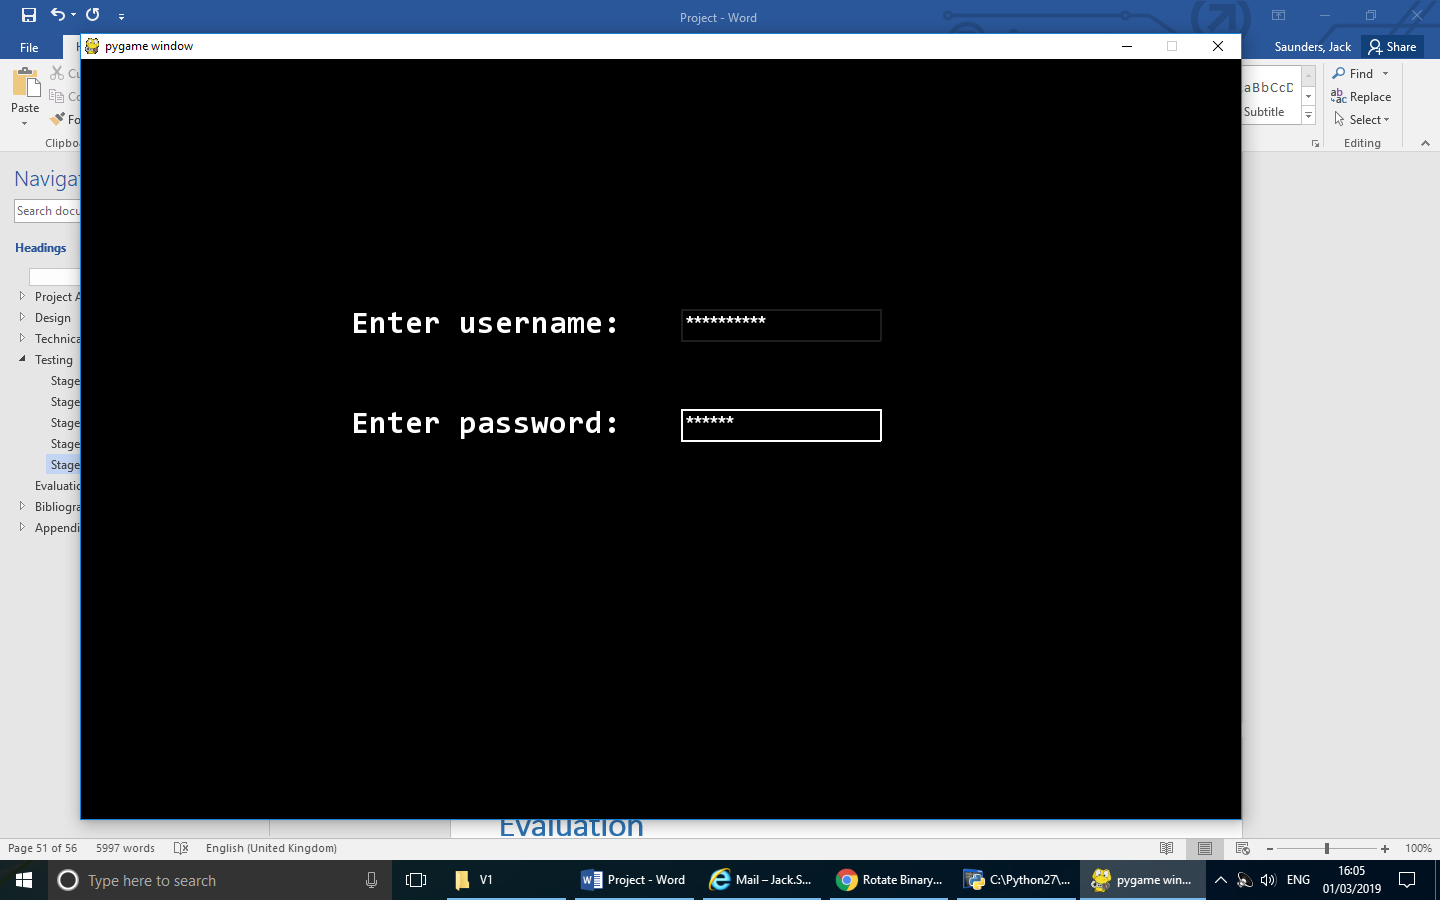 Project - Word
File
H
Saunders, Jack
Share
pygame window
Paste
Cu
Co
Fo
Clipbo
aBbCcD
Subtitle
Find
Replace
Select
Editing
Navigat
Search docu
Headings
Project A
Design
Technica
Testing
Stage
Stage
Stage
Stage
Stage
Evaluatio
Bibliogra
Appendi
Enter username: **********
Enter password: ******
Evaluation
Page 51 of 56 5997 words English (United Kingdom) 100%
Type here to search
V1
Project - Word
Mail – Jack.S...
Rotate Binary...
C:\Python27\...
pygame win...
ENG
16:05
01/03/2019